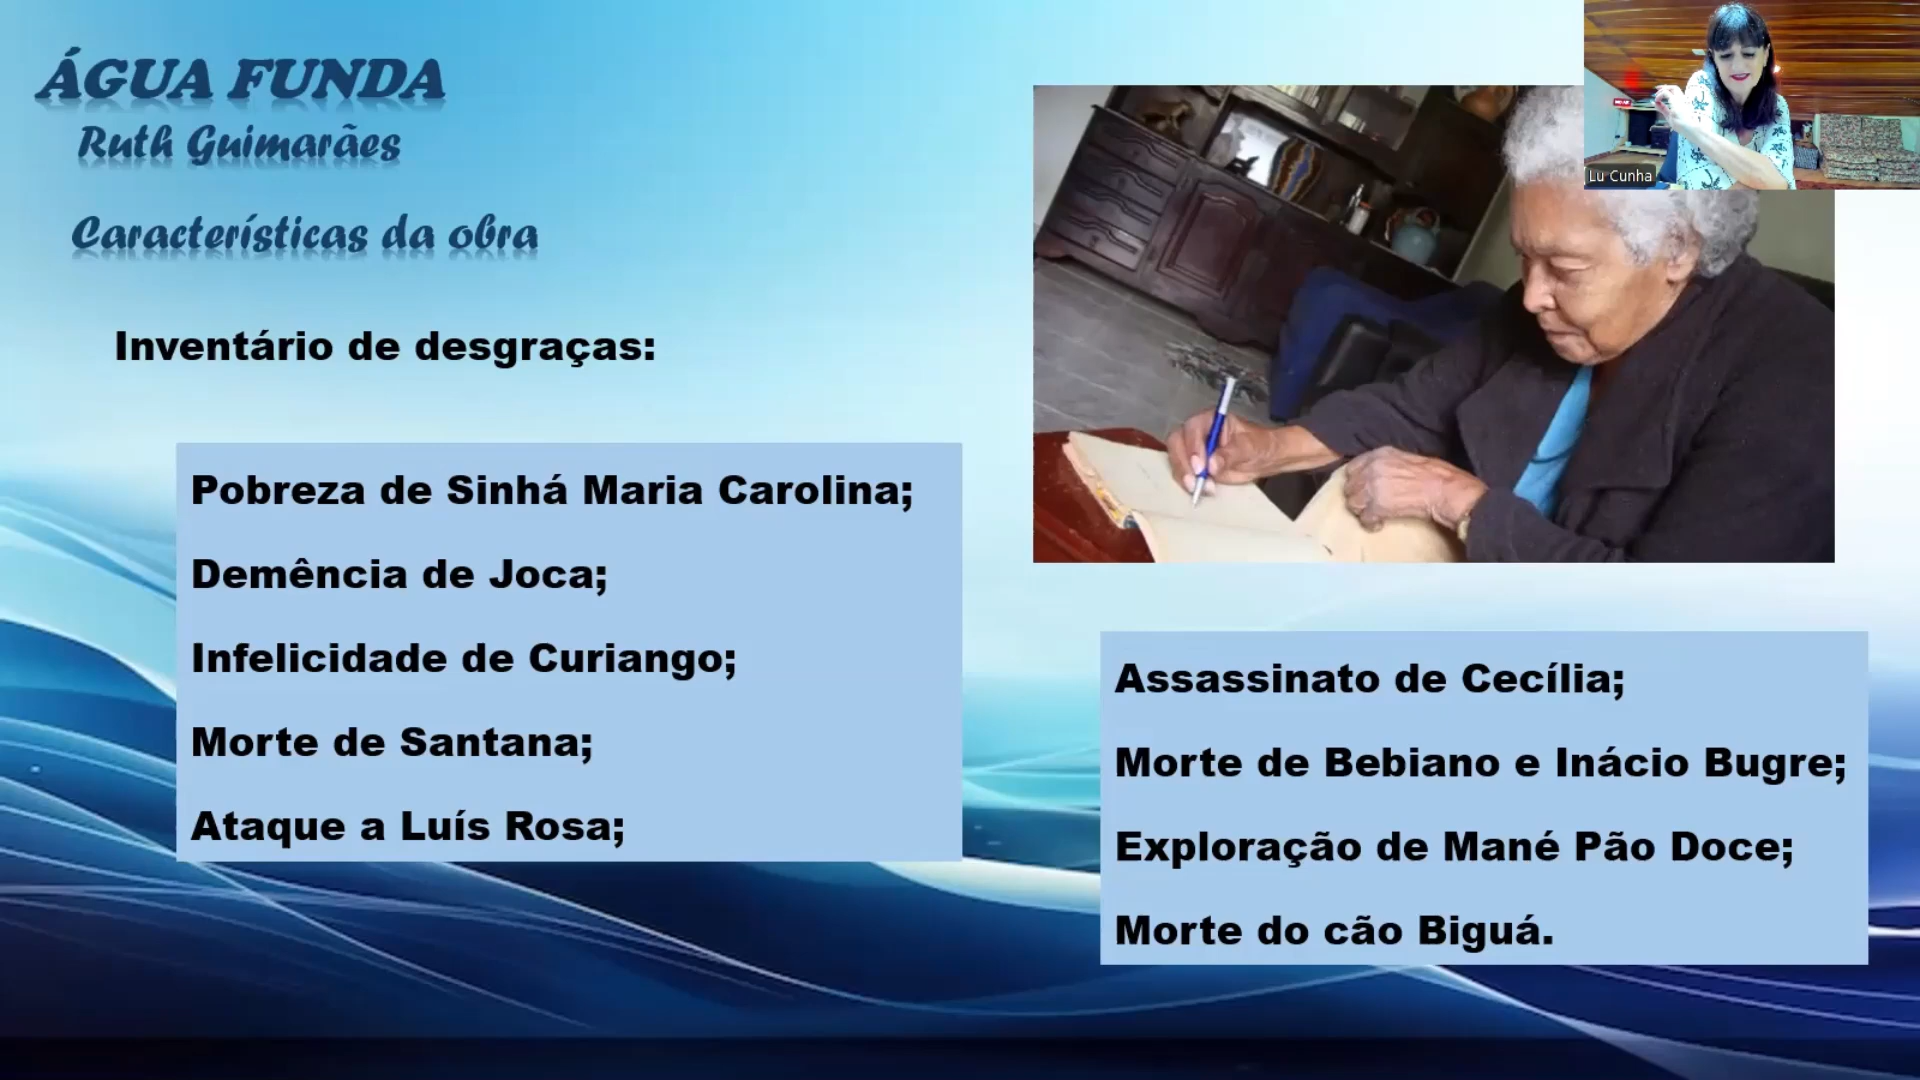 ÁGUA FUNDA
Ruth Guimarães
Características da obra
Inventário de desgraças:
Pobreza de Sinhá Maria Carolina;
Demência de Joca;
Infelicidade de Curiango;
Morte de Santana;
Ataque a Luís Rosa;
Lu Cunha
Assassinato de Cecília;
Morte de Bebiano e Inácio Bugre;
Exploração de Mané Pão Doce;
Morte do cão Biguá.